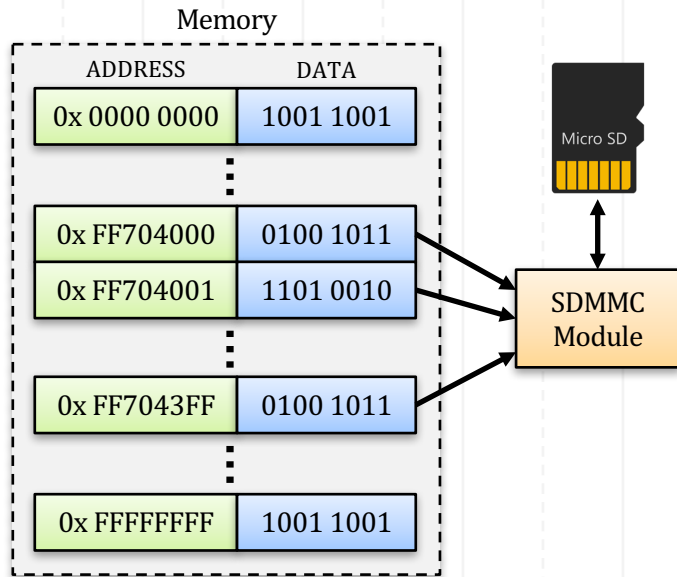 Memory
ADDRESS DATA
0x 0000 0000 1001 1001
0x FF704000 0100 1011
0x FF704001 1101 0010
0x FF7043FF 0100 1011
0x FFFFFFFF 1001 1001
Micro SD
SDMMC
Module